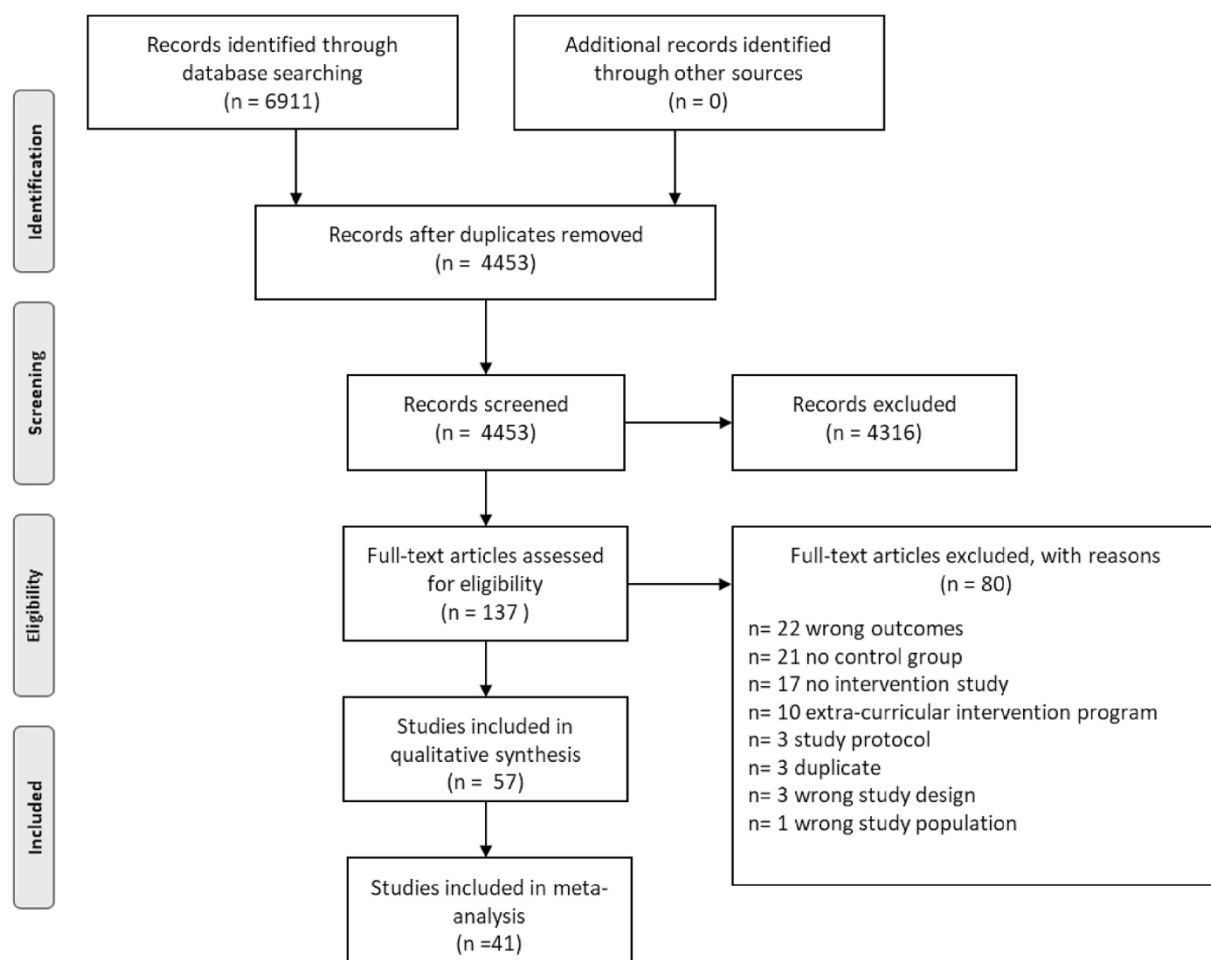 Records identified through
database searching
(n = 6911)
Additional records identified
through other sources
(n = 0)
Identification
Records after duplicates removed
(n = 4453)
Screening
Records screened
(n = 4453)
Records excluded
(n = 4316)
Eligibility
Full-text articles assessed
for eligibility
(n = 137 )
Full-text articles excluded, with reasons
(n = 80)
n= 22 wrong outcomes
n= 21 no control group
n= 17 no intervention study
n= 10 extra-curricular intervention program
n= 3 study protocol
n= 3 duplicate
n= 3 wrong study design
n= 1 wrong study population
Included
Studies included in
qualitative synthesis
(n = 57)
Studies included in meta-
analysis
(n =41)